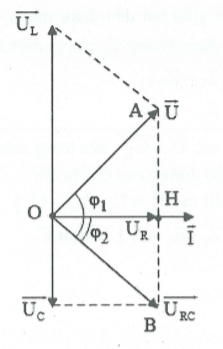 U_L
A U
φ₁
O H
φ₂
U_R I
U_C U_RC
B